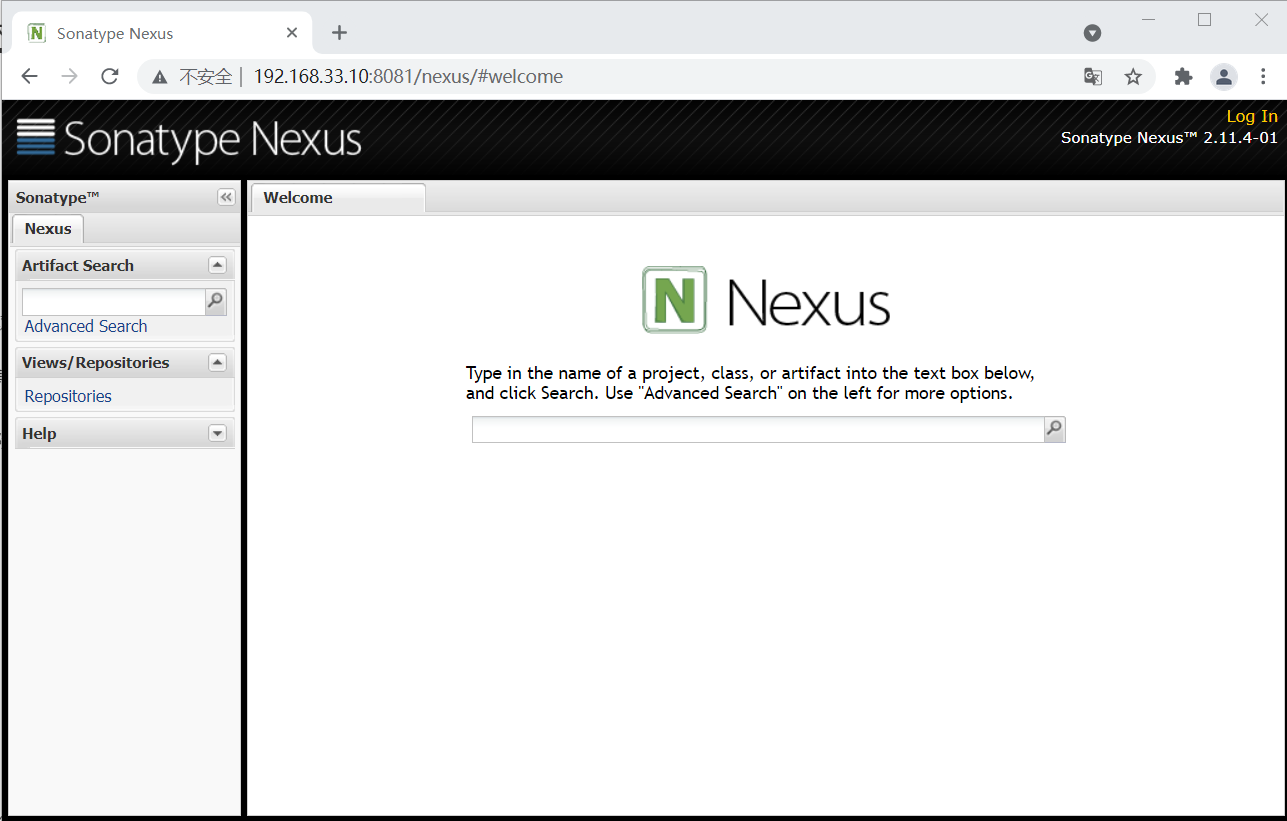 Sonatype Nexus
不安全 | 192.168.33.10:8081/nexus/#welcome
Sonatype Nexus
Log In
Sonatype Nexus™ 2.11.4-01
Sonatype™
Nexus
Artifact Search
Advanced Search
Views/Repositories
Repositories
Help
Welcome
N Nexus
Type in the name of a project, class, or artifact into the text box below,
and click Search. Use "Advanced Search" on the left for more options.